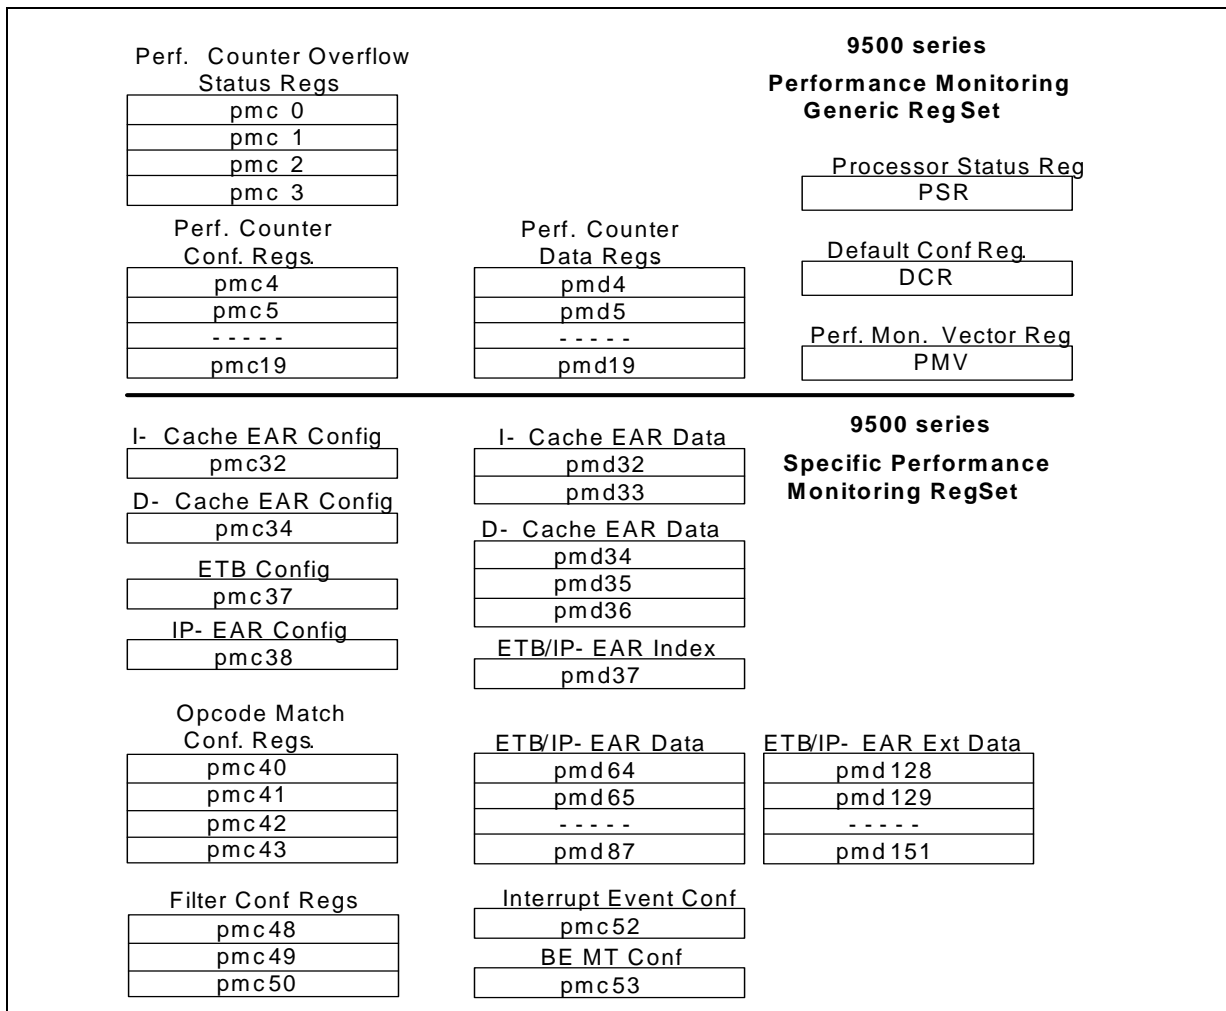 Perf. Counter Overflow
Status Regs
pmc 0
pmc 1
pmc 2
pmc 3
Perf. Counter
Conf. Regs.
pmc4
pmc5
- - - - -
pmc19
Perf. Counter
Data Regs
pmd4
pmd5
- - - - -
pmd19
9500 series
Performance Monitoring
Generic Reg Set
Processor Status Reg
PSR
Default Conf Reg.
DCR
Perf. Mon. Vector Reg
PMV
I- Cache EAR Config
pmc32
D- Cache EAR Config
pmc34
ETB Config
pmc37
IP- EAR Config
pmc38
Opcode Match
Conf. Regs.
pmc40
pmc41
pmc42
pmc43
Filter Conf Regs
pmc48
pmc49
pmc50
I- Cache EAR Data
pmd32
pmd33
D- Cache EAR Data
pmd34
pmd35
pmd36
ETB/IP- EAR Index
pmd37
ETB/IP- EAR Data
pmd64
pmd65
- - - - -
pmd87
Interrupt Event Conf
pmc52
BE MT Conf
pmc53
9500 series
Specific Performance
Monitoring RegSet
ETB/IP- EAR Ext Data
pmd128
pmd129
- - - - -
pmd151